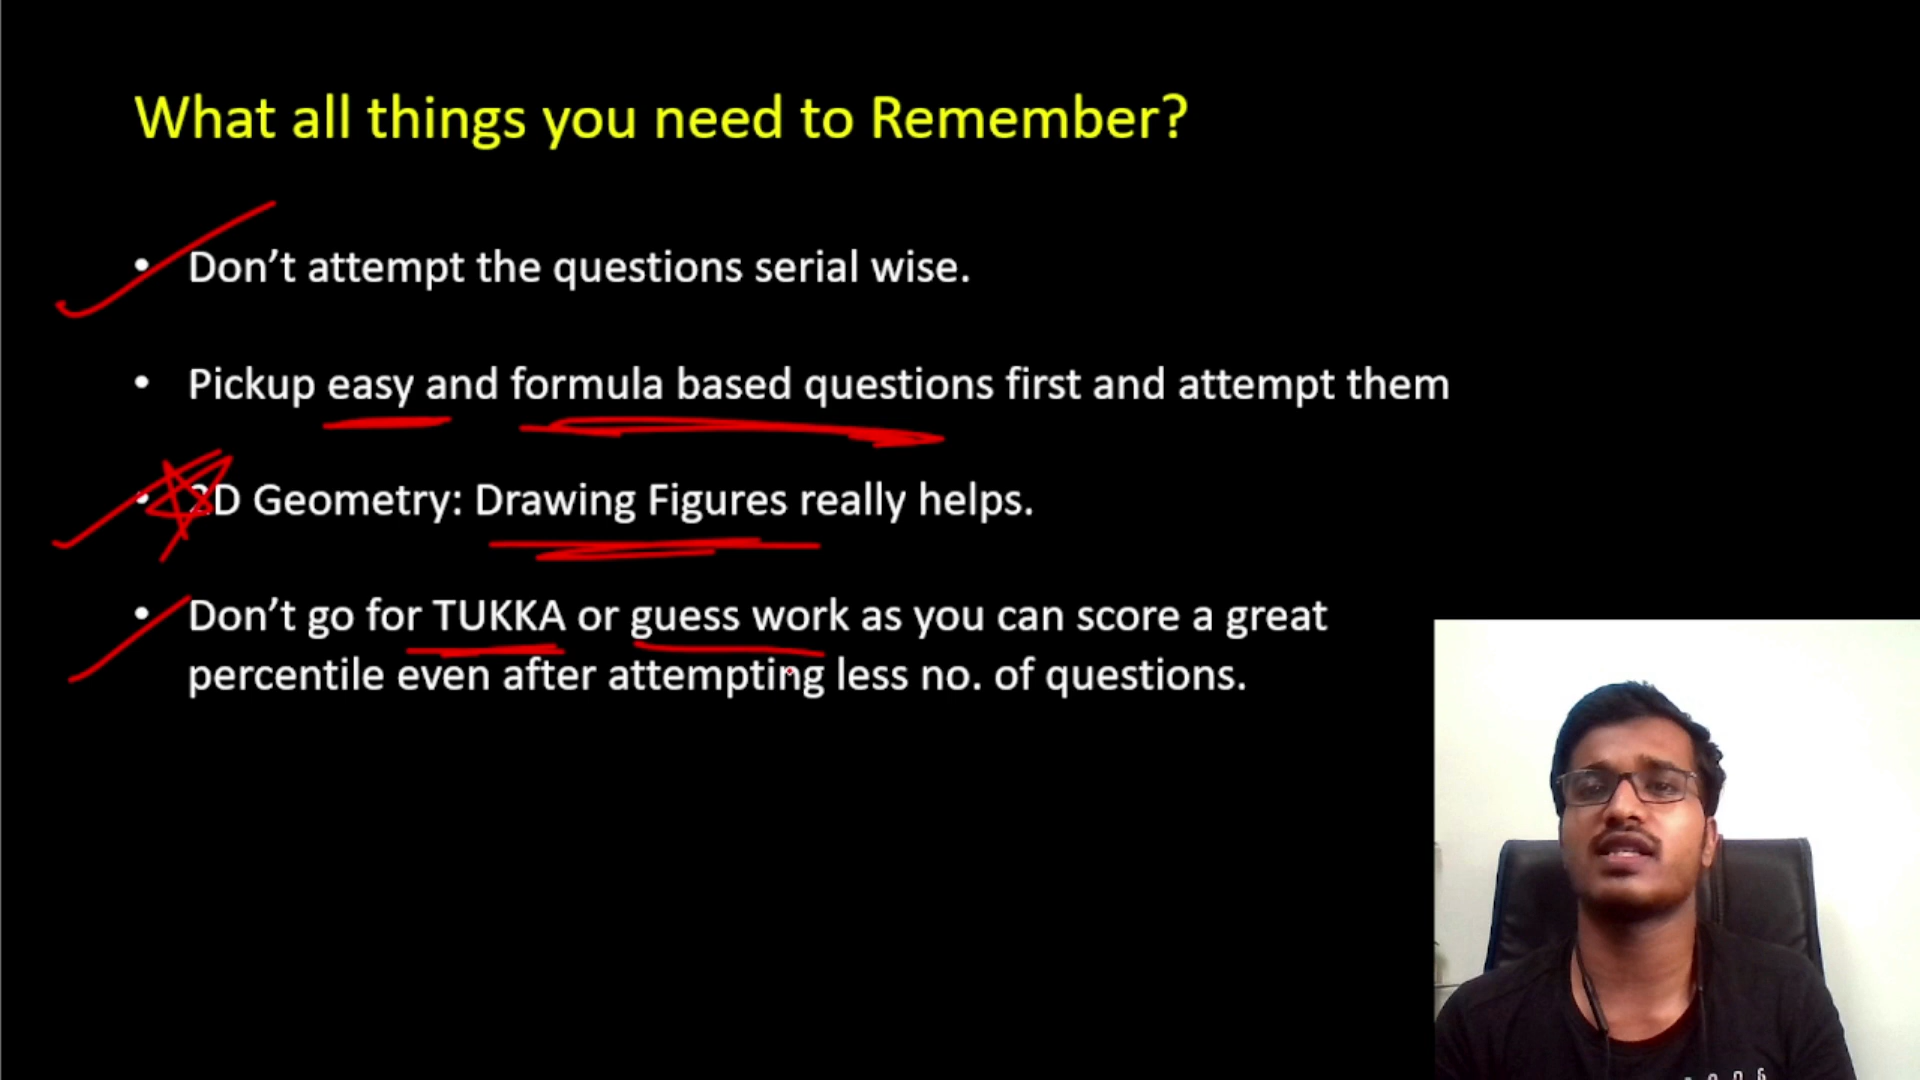 What all things you need to Remember?
• Don't attempt the questions serial wise.
• Pickup easy and formula based questions first and attempt them
• 2D Geometry: Drawing Figures really helps.
• Don't go for TUKKA or guess work as you can score a great
percentile even after attempting less no. of questions.